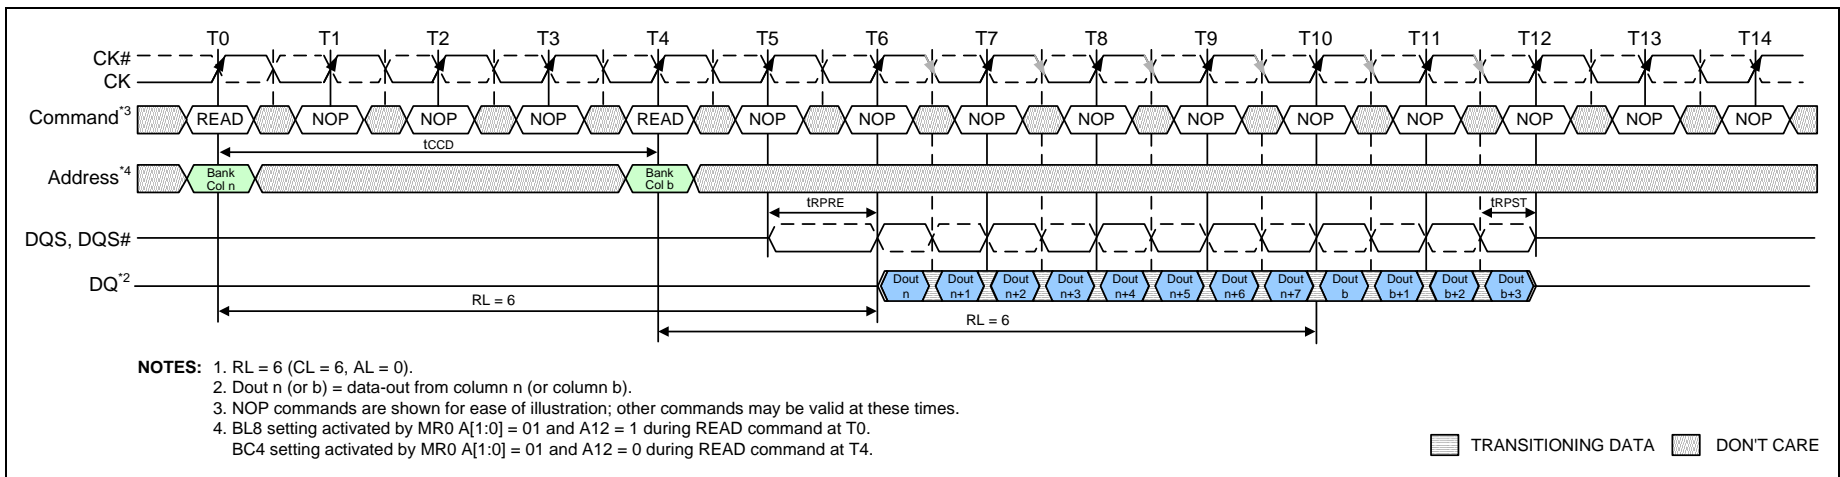 T0 T1 T2 T3 T4 T5 T6 T7 T8 T9 T10 T11 T12 T13 T14
CK#
CK
Command*3 READ NOP NOP NOP READ NOP NOP NOP NOP NOP NOP NOP NOP NOP NOP
tCCD
Address*4 Bank Col n Bank Col b
tRPRE tRPST
DQS, DQS#
DQ*2 Dout n Dout n+1 Dout n+2 Dout n+3 Dout n+4 Dout n+5 Dout n+6 Dout n+7 Dout b Dout b+1 Dout b+2 Dout b+3
RL = 6
RL = 6
NOTES: 1. RL = 6 (CL = 6, AL = 0).
2. Dout n (or b) = data-out from column n (or column b).
3. NOP commands are shown for ease of illustration; other commands may be valid at these times.
4. BL8 setting activated by MR0 A[1:0] = 01 and A12 = 1 during READ command at T0.
BC4 setting activated by MR0 A[1:0] = 01 and A12 = 0 during READ command at T4.
TRANSITIONING DATA DON'T CARE